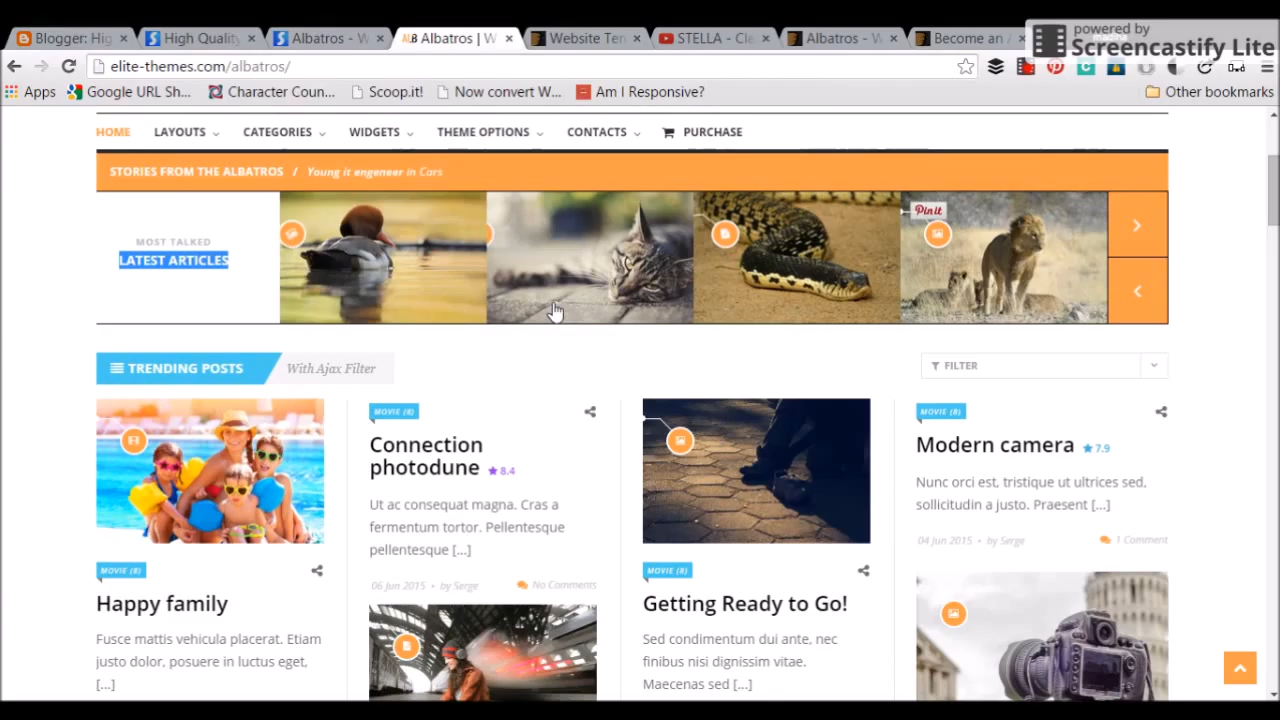 Blogger: Hig
High Quality
Albatros - W
Albatros | W
Website Ten
STELLA - Cle
Albatros - W
Become an
powered by
Screencastify Lite
elite-themes.com/albatros/
Apps
Google URL Sh...
Character Coun...
Scoop.it!
Now convert W...
Am I Responsive?
Other bookmarks
HOME
LAYOUTS
CATEGORIES
WIDGETS
THEME OPTIONS
CONTACTS
PURCHASE
STORIES FROM THE ALBATROS / Young it engeneer in Cars
MOST TALKED
LATEST ARTICLES
Pin it
TRENDING POSTS
With Ajax Filter
FILTER
MOVIE (8)
Happy family
Fusce mattis vehicula placerat. Etiam
justo dolor, posuere in luctus eget,
[...]
MOVIE (8)
Connection
photodune 8.4
Ut ac consequat magna. Cras a
fermentum tortor. Pellentesque
pellentesque [...]
06 Jun 2015 • by Serge
No Comments
MOVIE (8)
Getting Ready to Go!
Sed condimentum dui ante, nec
finibus nisi dignissim vitae.
Maecenas sed [...]
MOVIE (8)
Modern camera 7.9
Nunc orci est, tristique ut ultrices sed,
sollicitudin a justo. Praesent [...]
04 Jun 2015 • by Serge
1 Comment